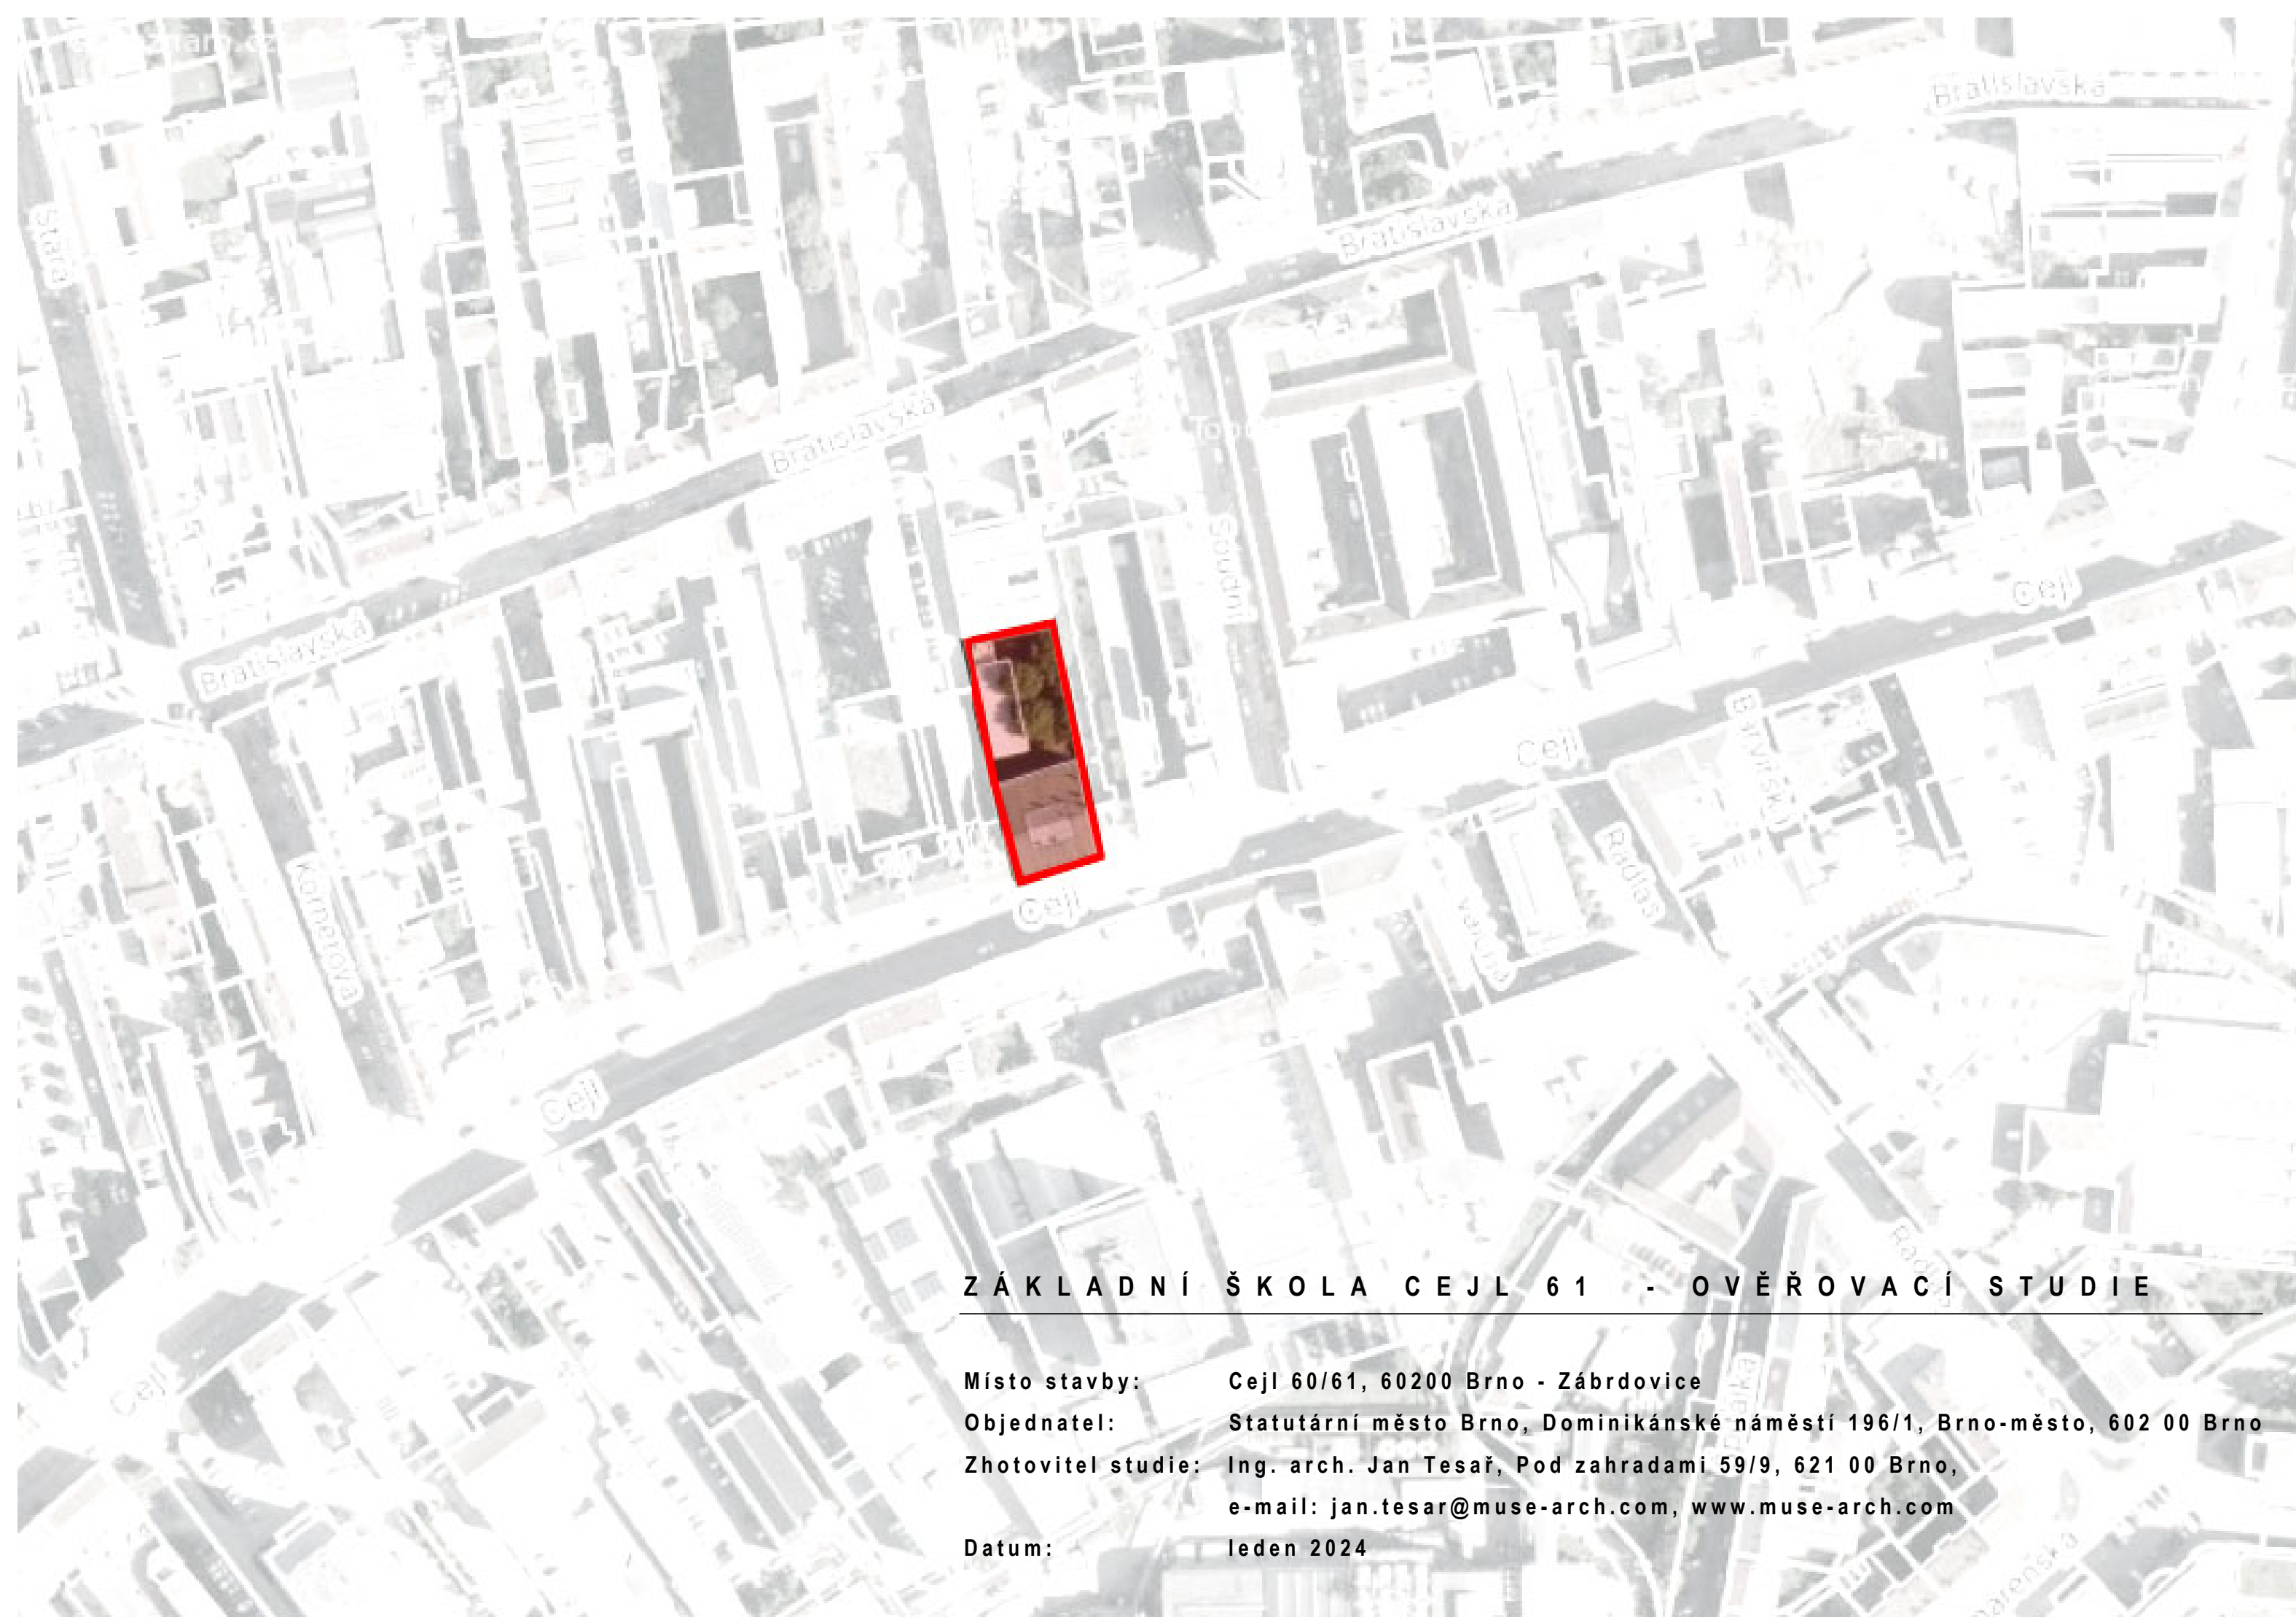 Bratislavská
Stará
Bratislavská
Bratislavská
Soudní
Cejl
Bratislavská
Cejl
Radlas
Körnerova
Cejl
Vlhká
Cejl
Cejl
ZÁKLADNÍ ŠKOLA CEJL 61 - OVĚŘOVACÍ STUDIE
Místo stavby: Cejl 60/61, 60200 Brno - Zábrdovice
Objednatel: Statutární město Brno, Dominikánské náměstí 196/1, Brno-město, 602 00 Brno
Zhotovitel studie: Ing. arch. Jan Tesař, Pod zahradami 59/9, 621 00 Brno,
e-mail: jan.tesar@muse-arch.com, www.muse-arch.com
Datum: leden 2024